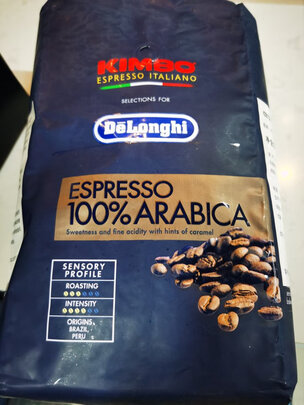 KIMBO
ESPRESSO ITALIANO
SELECTIONS FOR
DēLonghi
ESPRESSO
100% ARABICA
Sweetness and fine acidity with hints of caramel
SENSORY
PROFILE
ROASTING
INTENSITY
ORIGINS
BRAZIL,
PERU